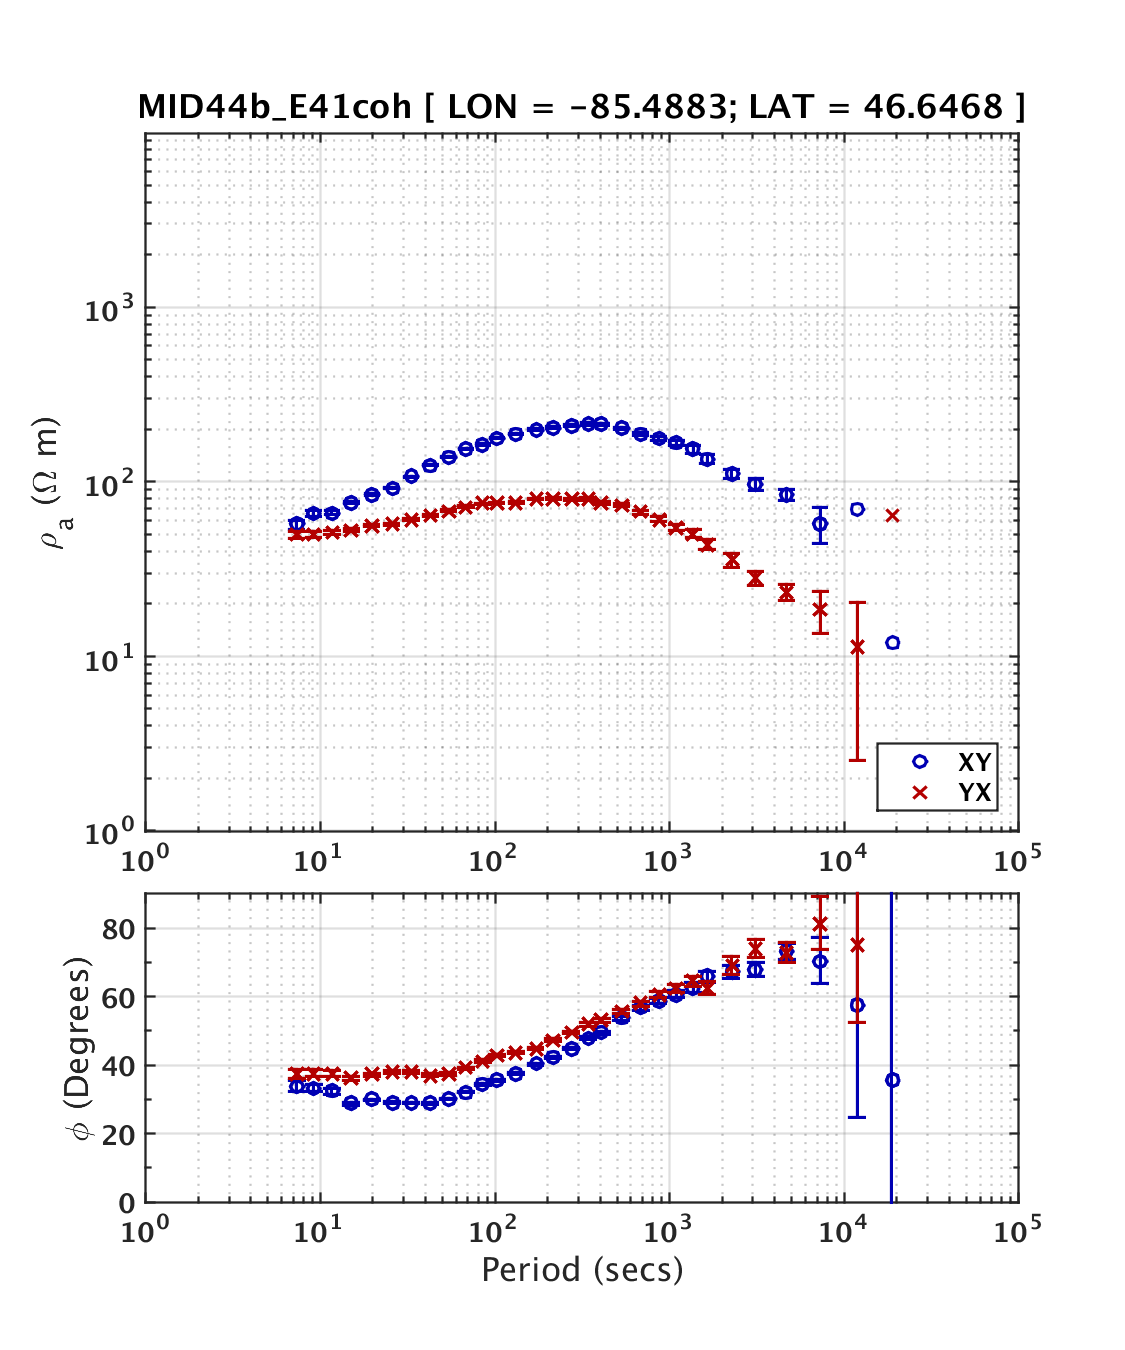 MID44b_E41coh [ LON = -85.4883; LAT = 46.6468 ]
10³
10²
10¹
10⁰
ρa (Ω m)
XY
YX
10⁰ 10¹ 10² 10³ 10⁴ 10⁵
80
60
40
20
0
ϕ (Degrees)
10⁰ 10¹ 10² 10³ 10⁴ 10⁵
Period (secs)